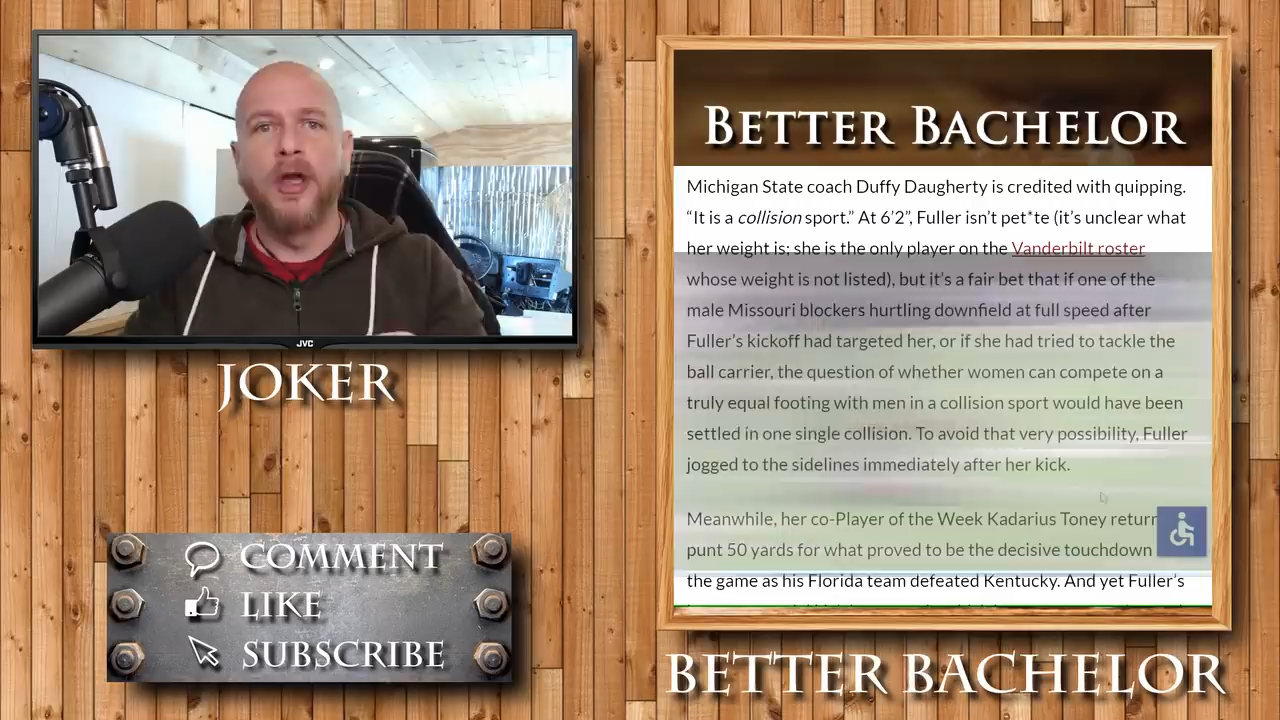 JVC
JOKER
COMMENT
LIKE
SUBSCRIBE
BETTER BACHELOR
Michigan State coach Duffy Daugherty is credited with quipping.
“It is a collision sport.” At 6’2”, Fuller isn’t pet*te (it’s unclear what
her weight is; she is the only player on the Vanderbilt roster
whose weight is not listed), but it’s a fair bet that if one of the
male Missouri blockers hurtling downfield at full speed after
Fuller’s kickoff had targeted her, or if she had tried to tackle the
ball carrier, the question of whether women can compete on a
truly equal footing with men in a collision sport would have been
settled in one single collision. To avoid that very possibility, Fuller
jogged to the sidelines immediately after her kick.
Meanwhile, her co-Player of the Week Kadarius Toney return
punt 50 yards for what proved to be the decisive touchdown
the game as his Florida team defeated Kentucky. And yet Fuller’s
BETTER BACHELOR